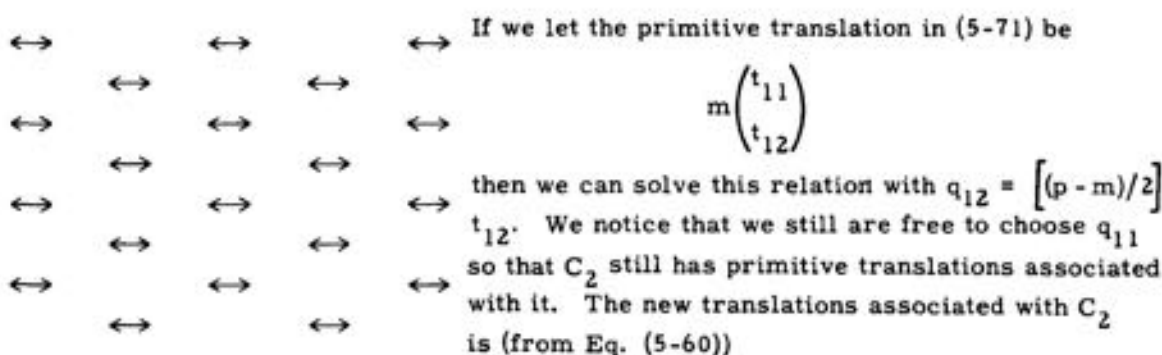 If we let the primitive translation in (5-71) be
m(t₁₁
t₁₂)
then we can solve this relation with q₁₂ = [(p - m)/2]
t₁₂. We notice that we still are free to choose q₁₁
so that C₂ still has primitive translations associated
with it. The new translations associated with C₂
is (from Eq. (5-60))